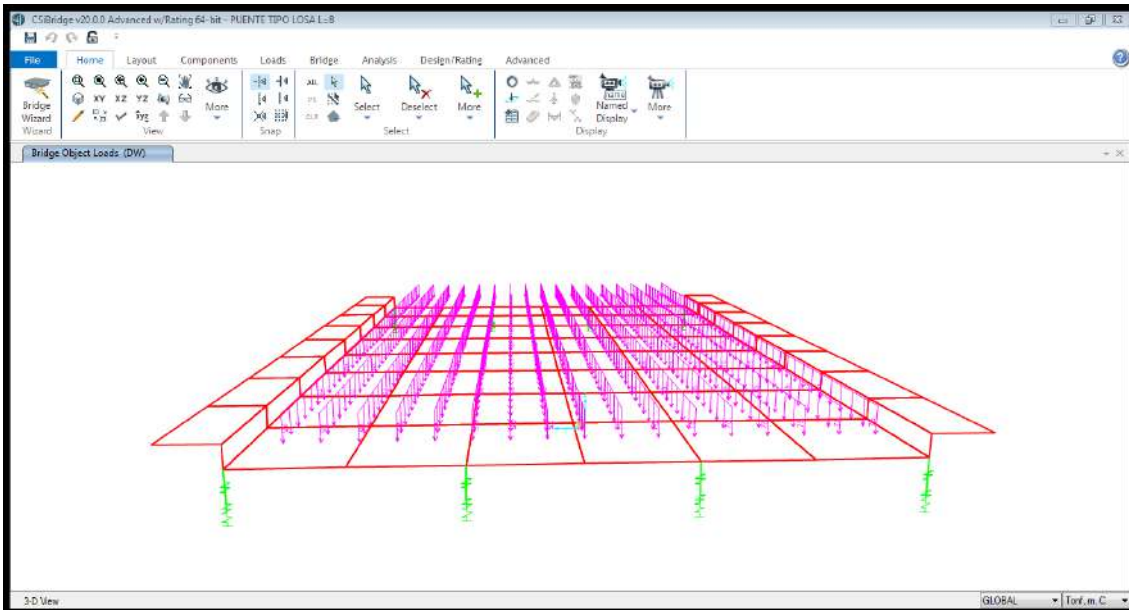 CSiBridge v20.0.0 Advanced w/Rating 64-bit - PUENTE TIPO LOSA L=8
File Home Layout Components Loads Bridge Analysis Design/Rating Advanced
XY XZ YZ
Bridge Wizard
More
Select
Deselect
More
Named Display
More
Wizard View Snap Select Display
Bridge Object Loads (DW)
3-D View
GLOBAL
Tonf, m, C